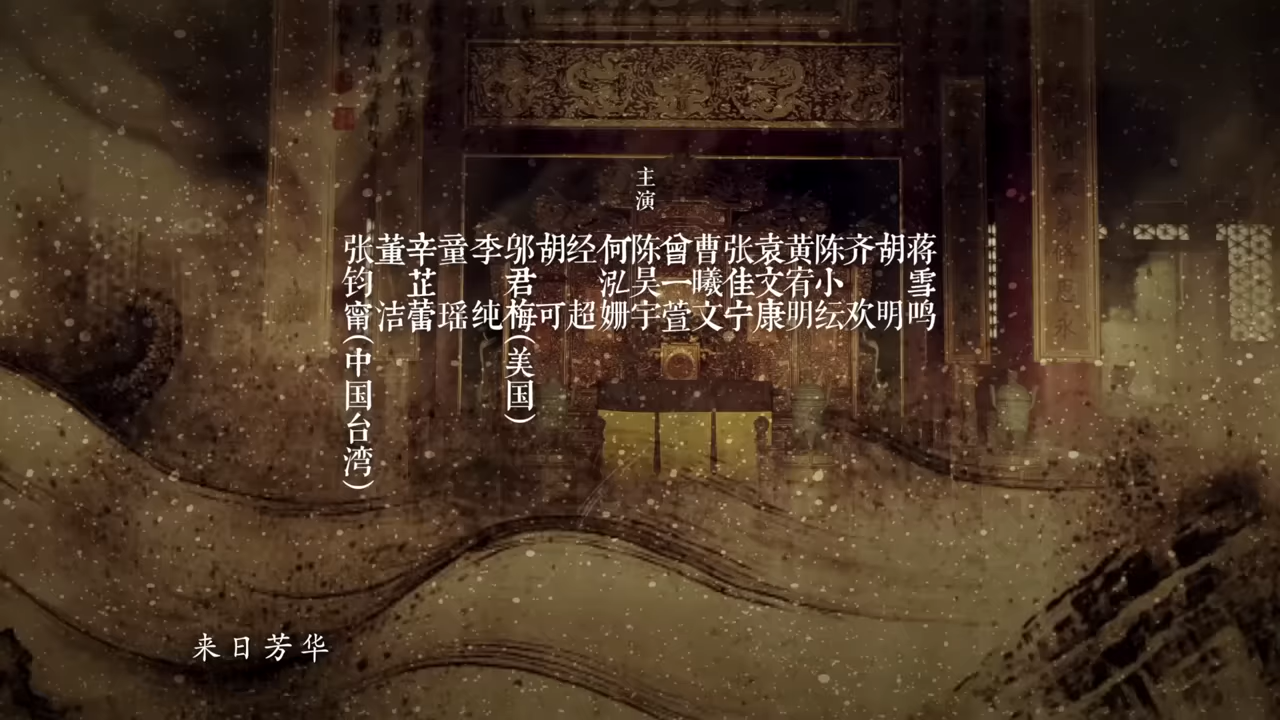 主演
张钧甯(中国台湾)
董洁
辛芷蕾
童瑶
李纯
邬君梅(美国)
胡可
经超
何泓姗
陈昊宇
曾一萱
曹曦文
张佳宁
袁文康
黄宥明
陈小纭
齐欢
胡明
蒋雪鸣
来日芳华